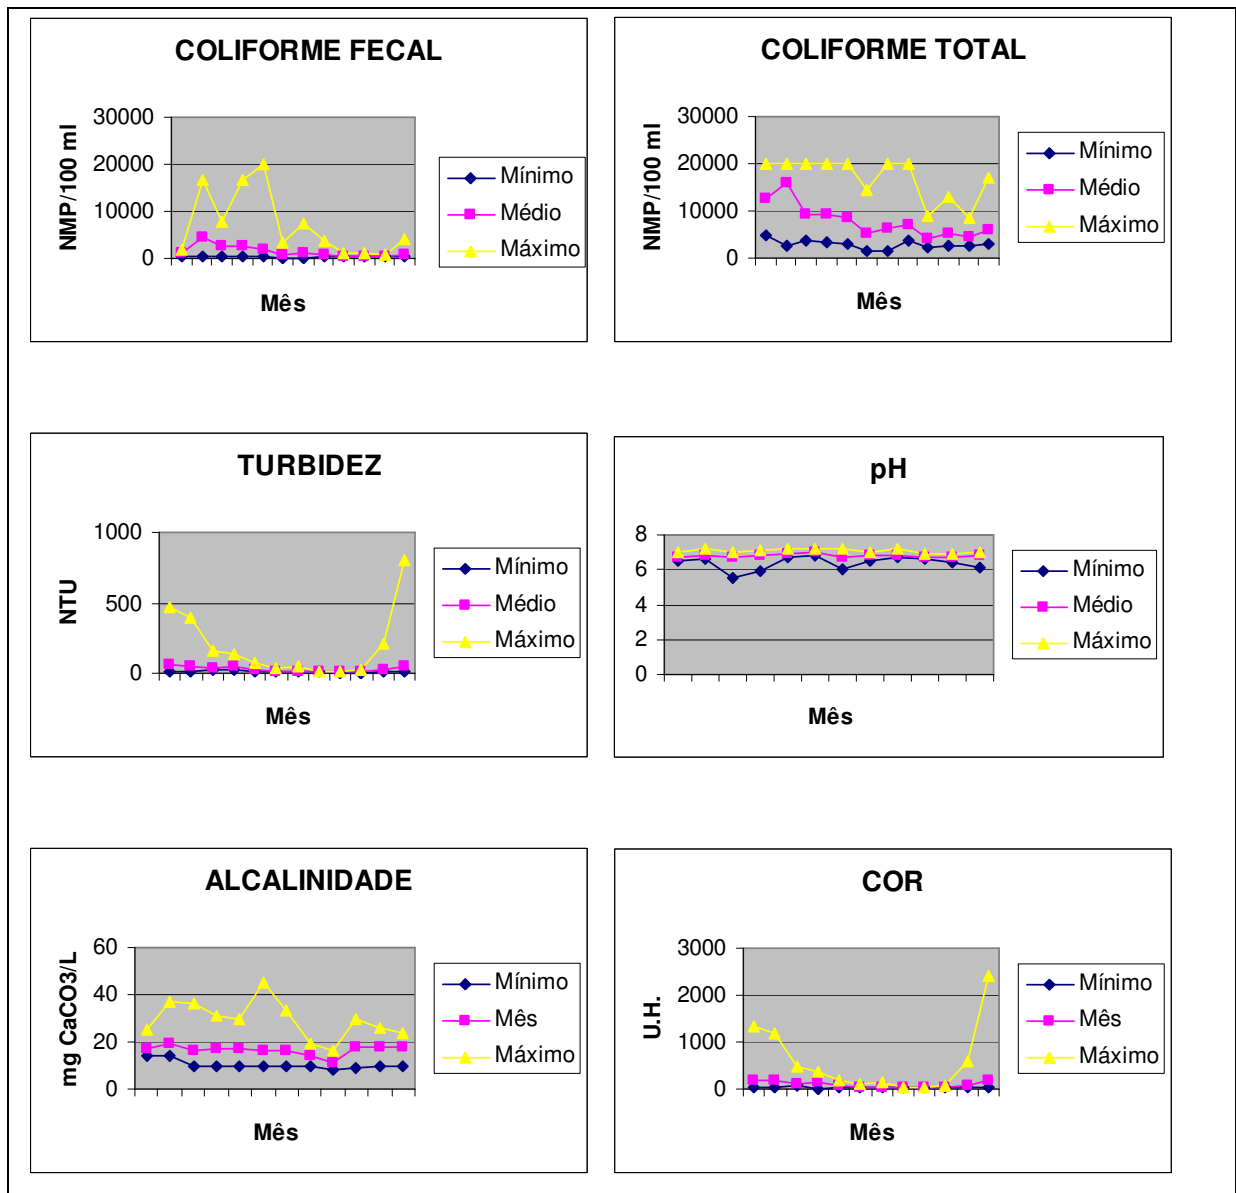 COLIFORME FECAL
NMP/100 ml
30000
20000
10000
0
Mês
Mínimo
Médio
Máximo
COLIFORME TOTAL
NMP/100 ml
30000
20000
10000
0
Mês
Mínimo
Médio
Máximo
TURBIDEZ
NTU
1000
500
0
Mês
Mínimo
Médio
Máximo
pH
8
6
4
2
0
Mês
Mínimo
Médio
Máximo
ALCALINIDADE
mg CaCO3/L
60
40
20
0
Mês
Mínimo
Mês
Máximo
COR
U.H.
3000
2000
1000
0
Mês
Mínimo
Mês
Máximo